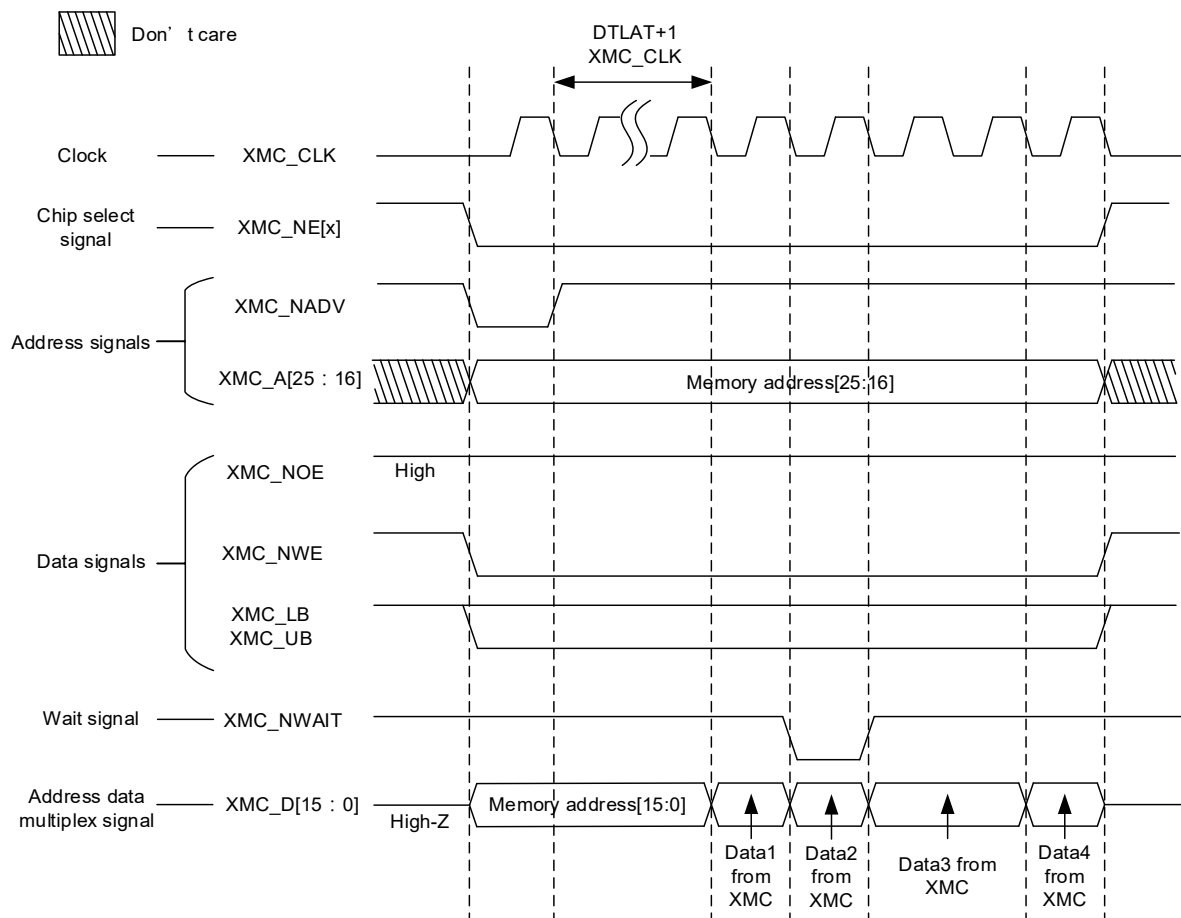 Don’ t care
DTLAT+1
XMC_CLK
Clock
XMC_CLK
Chip select
signal
XMC_NE[x]
XMC_NADV
Address signals
XMC_A[25：16]
Memory address[25:16]
XMC_NOE
High
Data signals
XMC_NWE
XMC_LB
XMC_UB
Wait signal
XMC_NWAIT
Address data
multiplex signal
XMC_D[15：0]
High-Z
Memory address[15:0]
Data1
from
XMC
Data2
from
XMC
Data3 from
XMC
Data4
from
XMC